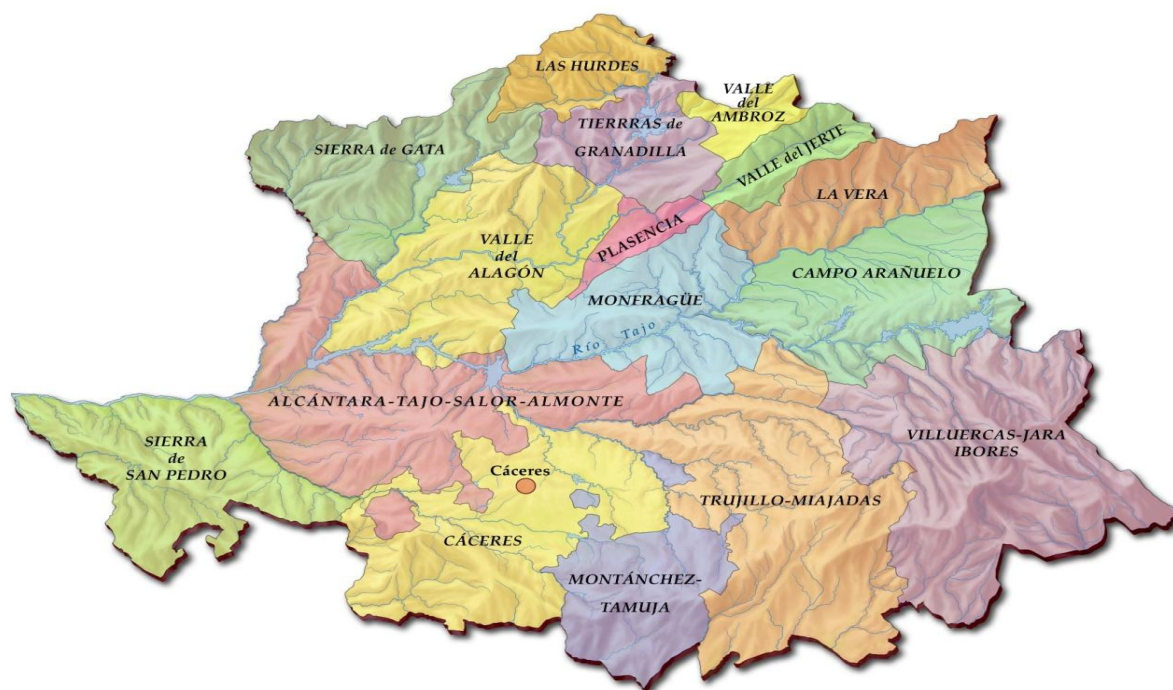 LAS HURDES
VALLE
del
AMBROZ
TIERRRAS de
GRANADILLA
SIERRA de GATA
VALLE del JERTE
LA VERA
PLASENCIA
VALLE
del
ALAGÓN
CAMPO ARAÑUELO
MONFRAGÜE
Río Tajo
ALCÁNTARA-TAJO-SALOR-ALMONTE
SIERRA
de
SAN PEDRO
VILLUERCAS-JARA
IBORES
Cáceres
TRUJILLO-MIAJADAS
CÁCERES
MONTÁNCHEZ-
TAMUJA